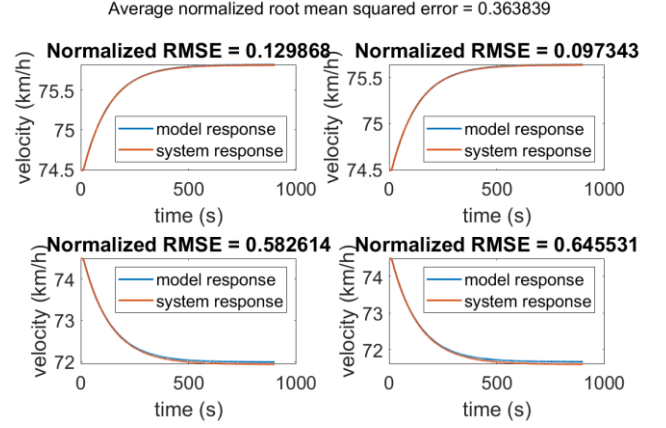 Average normalized root mean squared error = 0.363839
Normalized RMSE = 0.129868
velocity (km/h)
75.5
75
74.5
model response
system response
0
500
1000
time (s)
Normalized RMSE = 0.097343
velocity (km/h)
75.5
75
74.5
model response
system response
0
500
1000
time (s)
Normalized RMSE = 0.582614
velocity (km/h)
74
73
72
model response
system response
0
500
1000
time (s)
Normalized RMSE = 0.645531
velocity (km/h)
74
73
72
model response
system response
0
500
1000
time (s)